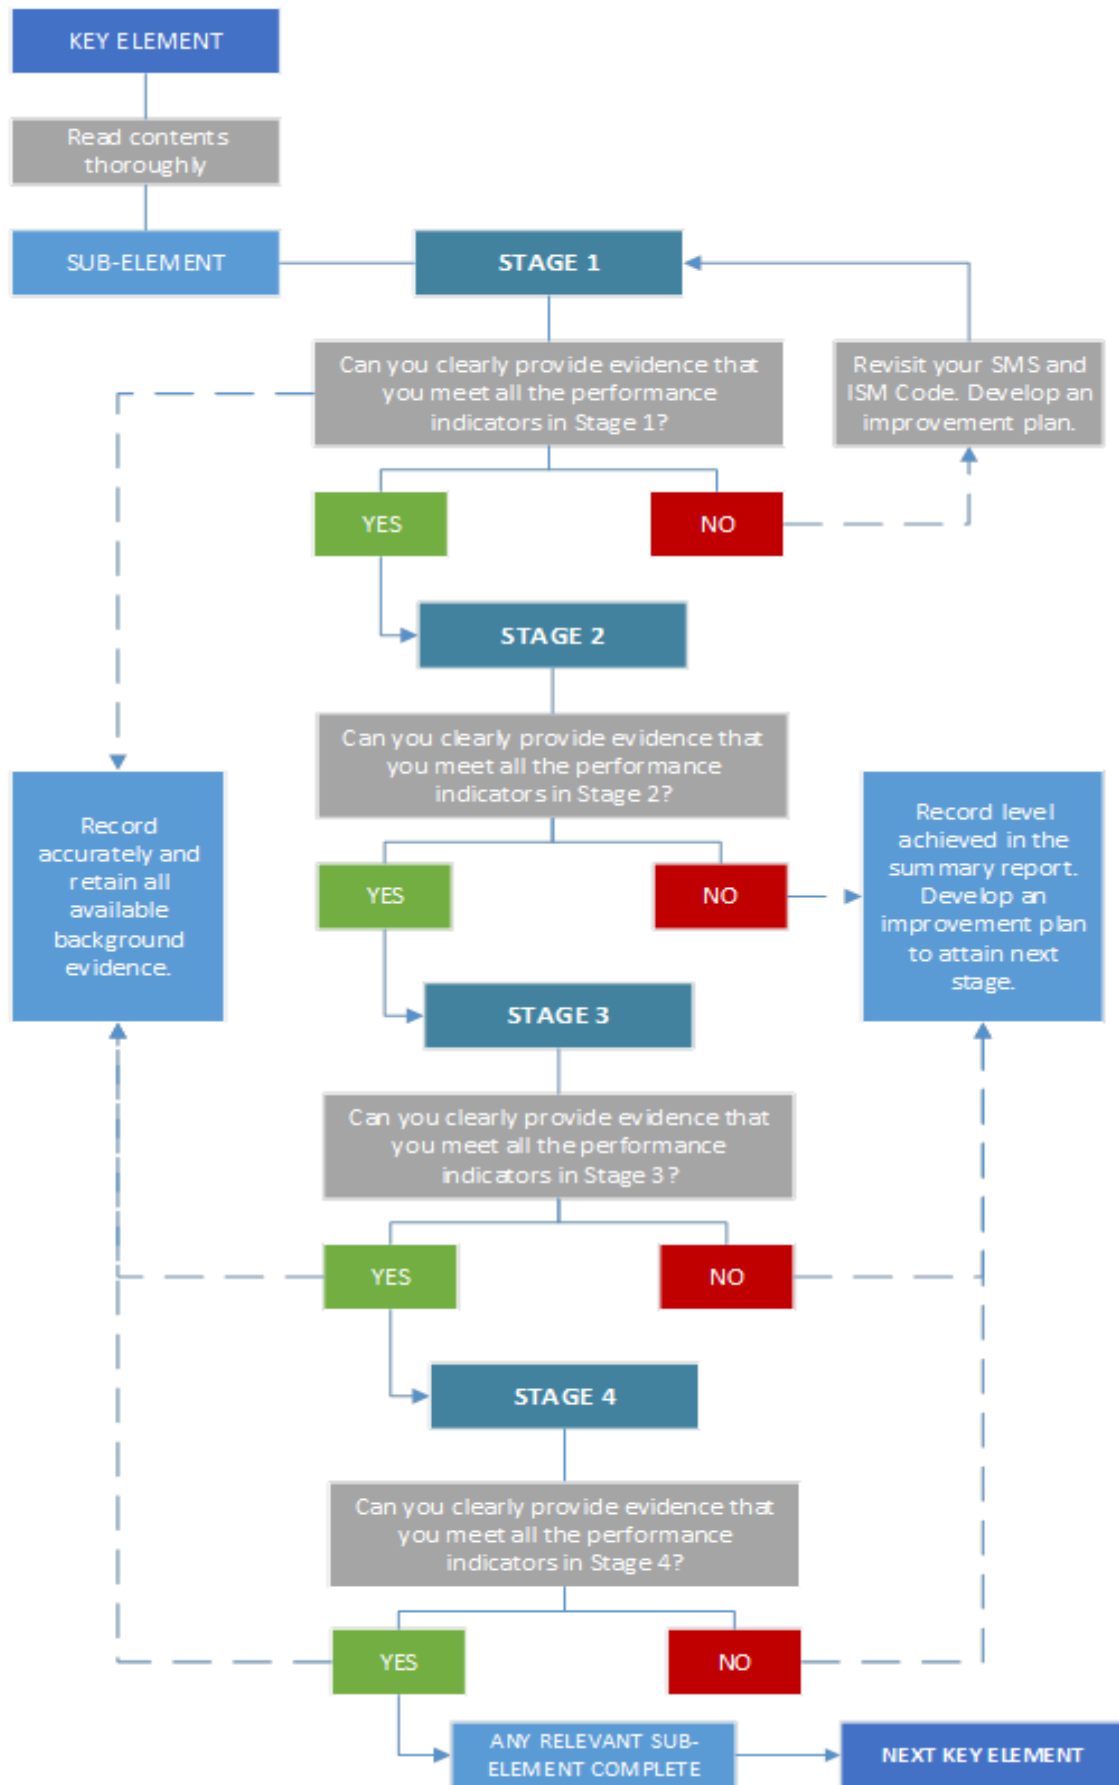 KEY ELEMENT
Read contents
thoroughly
SUB-ELEMENT
STAGE 1
Can you clearly provide evidence that
you meet all the performance
indicators in Stage 1?
Revisit your SMS and
ISM Code. Develop an
improvement plan.
YES
NO
STAGE 2
Can you clearly provide evidence that
you meet all the performance
indicators in Stage 2?
Record
accurately and
retain all
available
background
evidence.
Record level
achieved in the
summary report.
Develop an
improvement plan
to attain next
stage.
YES
NO
STAGE 3
Can you clearly provide evidence that
you meet all the performance
indicators in Stage 3?
YES
NO
STAGE 4
Can you clearly provide evidence that
you meet all the performance
indicators in Stage 4?
YES
NO
ANY RELEVANT SUB-
ELEMENT COMPLETE
NEXT KEY ELEMENT